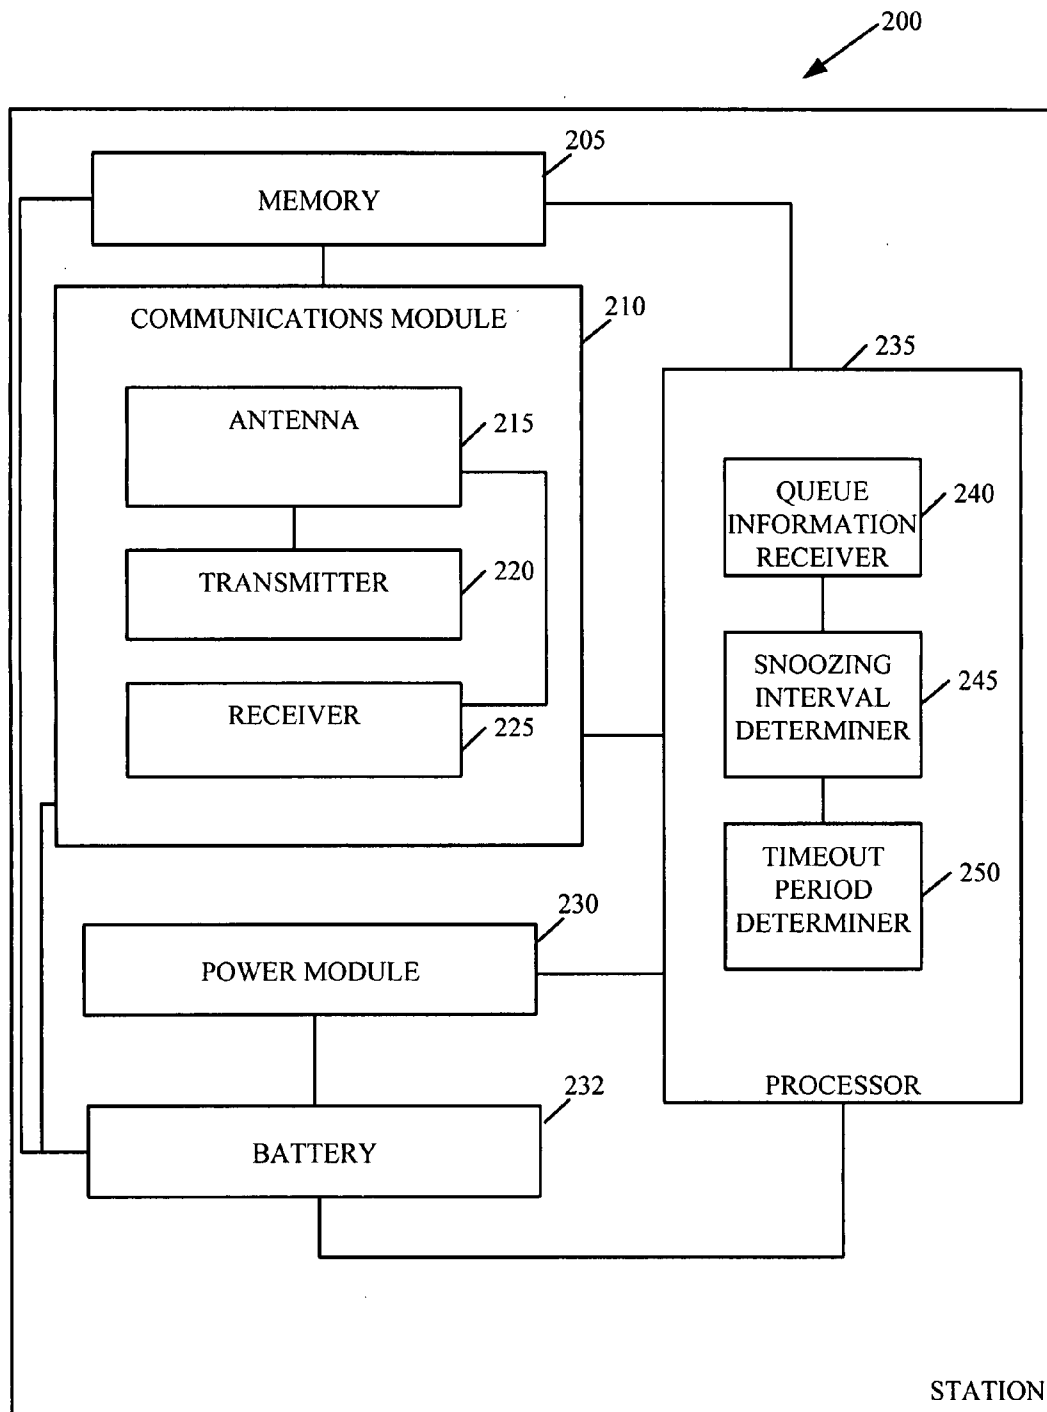 200
205
MEMORY
COMMUNICATIONS MODULE
210
235
ANTENNA
215
QUEUE
INFORMATION
RECEIVER
240
TRANSMITTER
220
SNOOZING
INTERVAL
DETERMINER
245
RECEIVER
225
TIMEOUT
PERIOD
DETERMINER
250
230
POWER MODULE
PROCESSOR
232
BATTERY
STATION